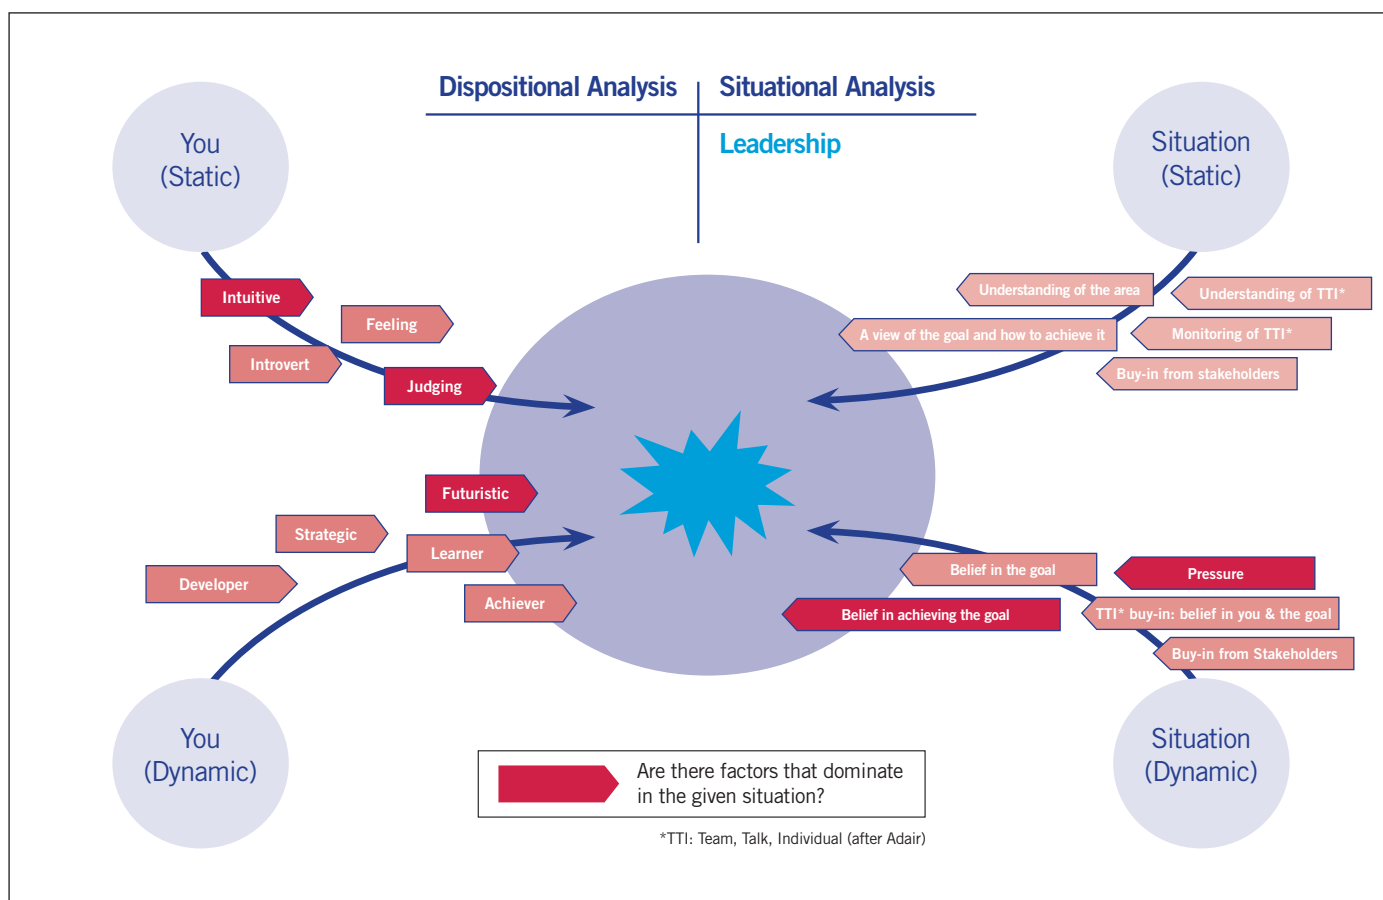 Dispositional Analysis
Situational Analysis
Leadership
You
(Static)
Situation
(Static)
Intuitive
Feeling
Introvert
Judging
Understanding of the area
Understanding of TTI*
A view of the goal and how to achieve it
Monitoring of TTI*
Buy-in from stakeholders
Futuristic
Strategic
Learner
Developer
Achiever
Belief in the goal
Pressure
Belief in achieving the goal
TTI* buy-in: belief in you & the goal
Buy-in from Stakeholders
You
(Dynamic)
Situation
(Dynamic)
Are there factors that dominate
in the given situation?
*TTI: Team, Talk, Individual (after Adair)